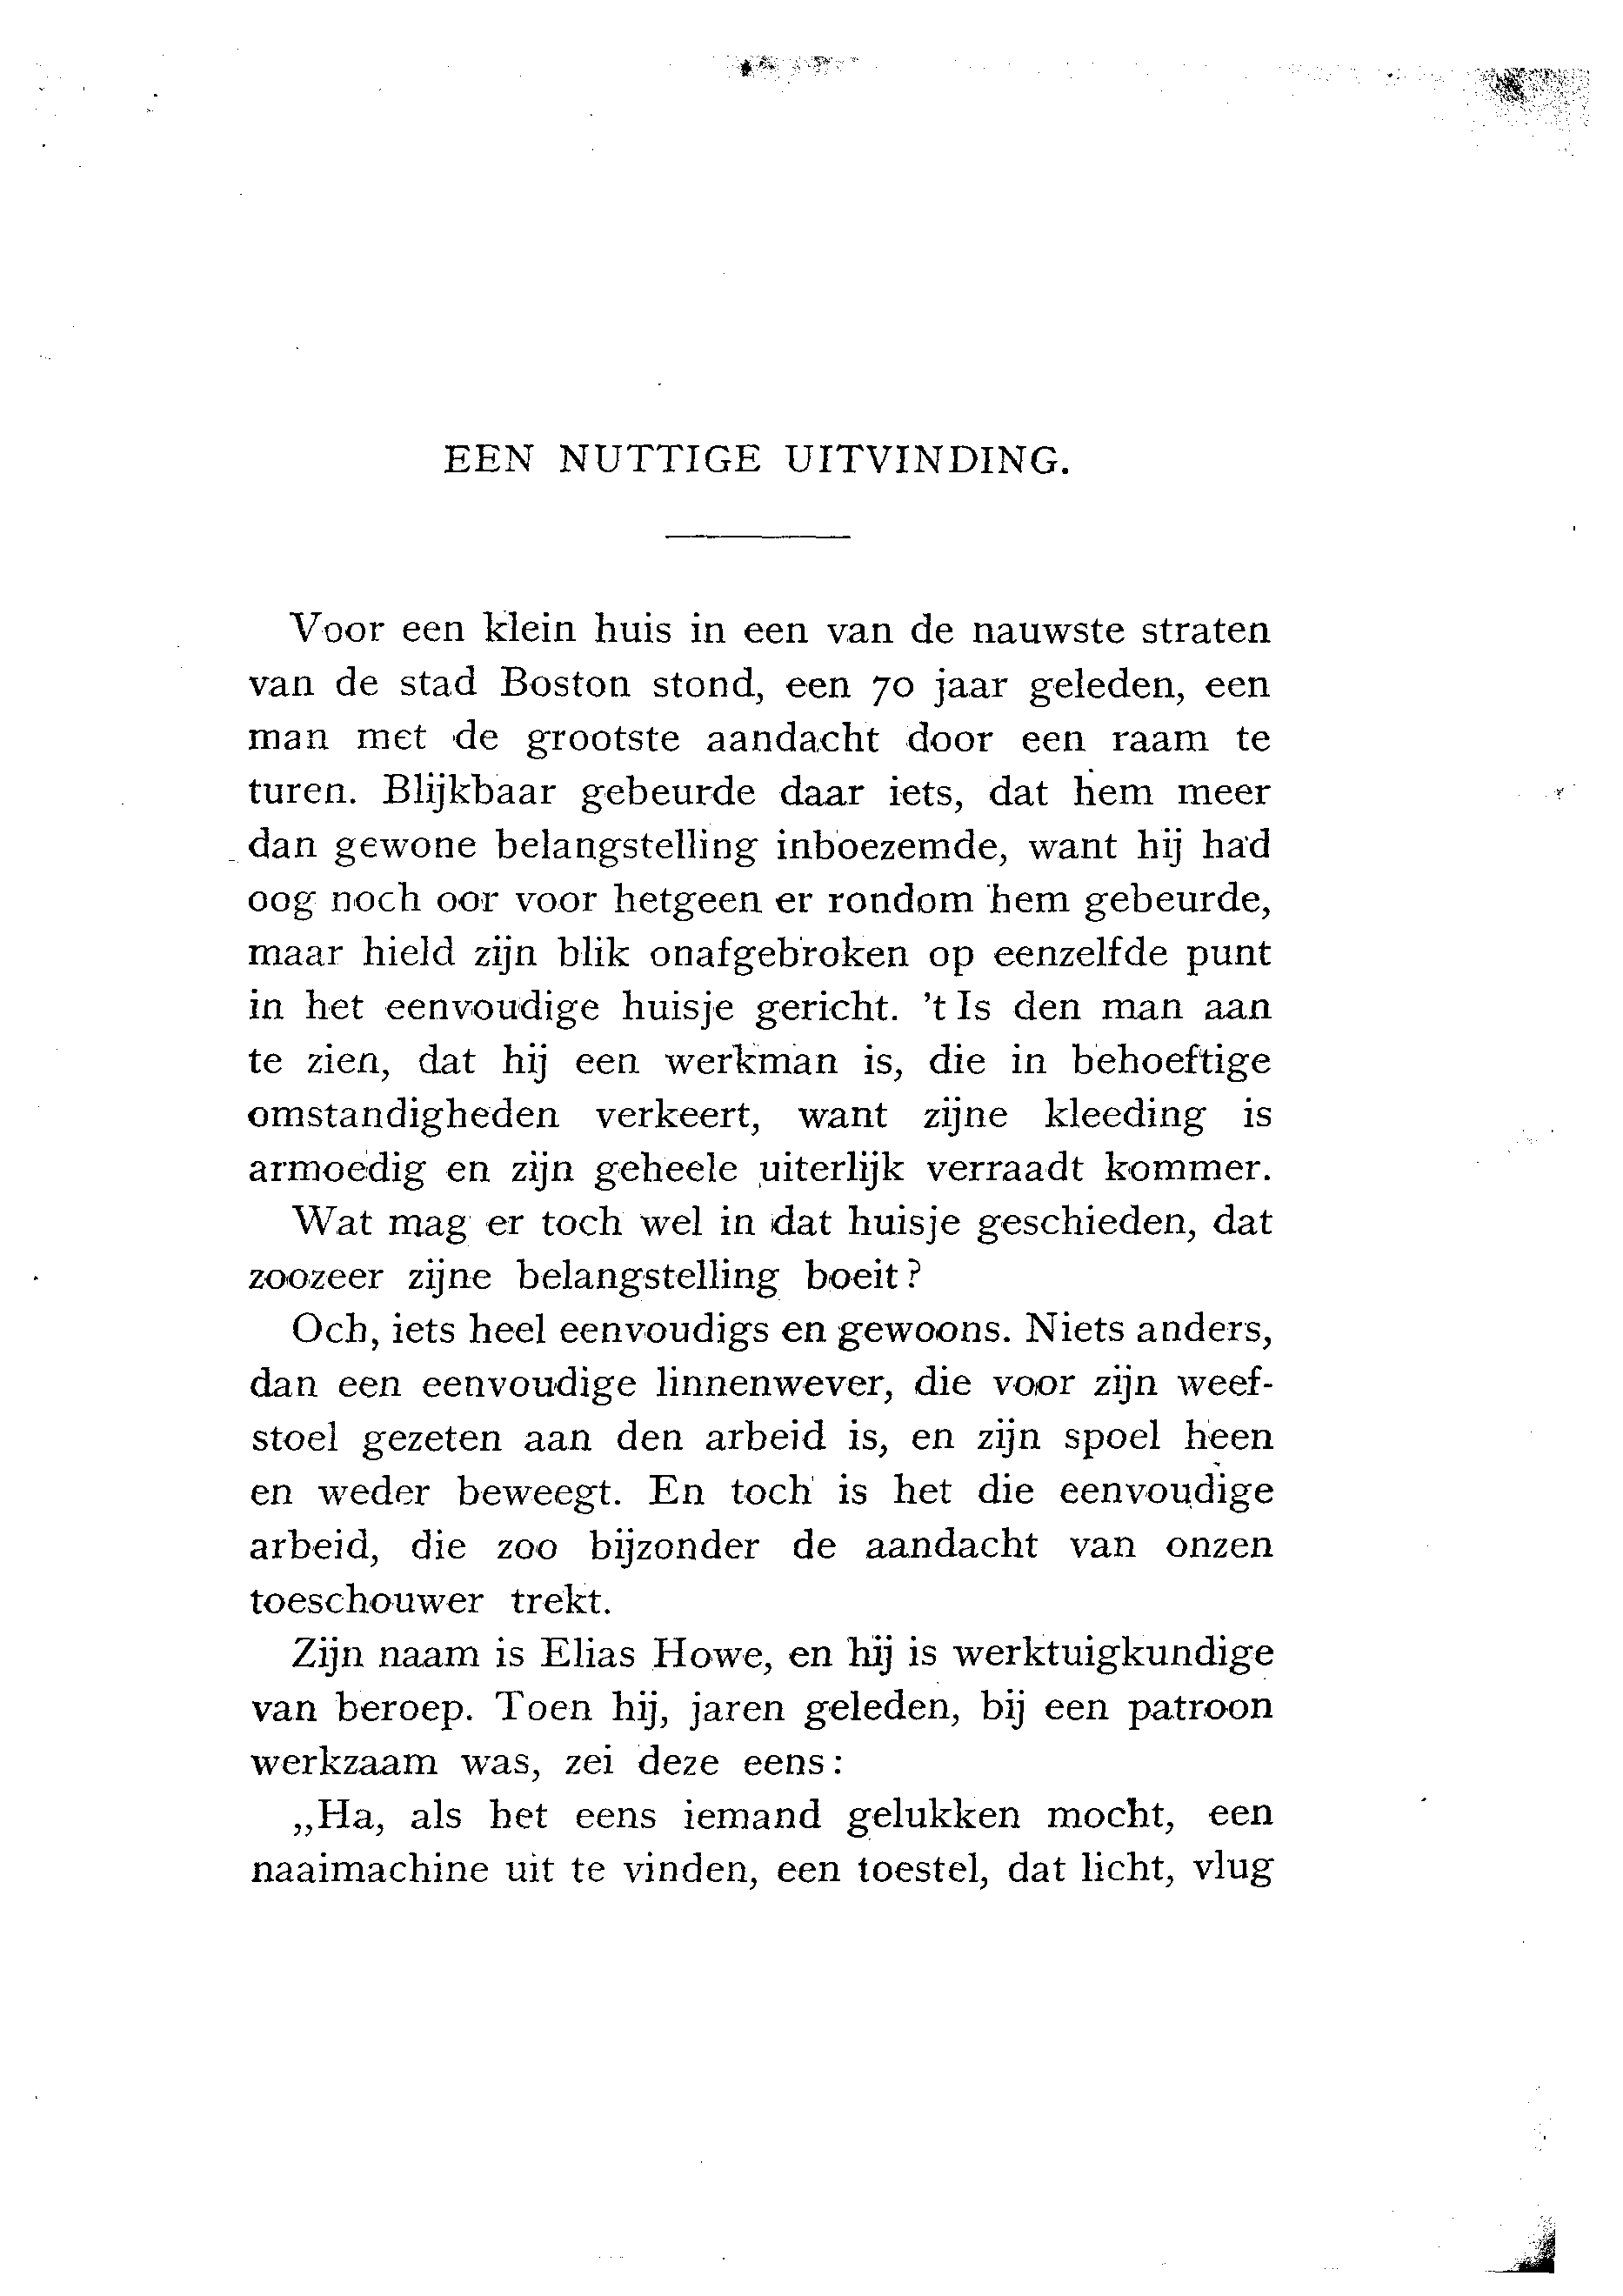 EEN NUTTIGE UITVINDING.
Voor een klein huis in een van de nauwste straten
van de stad Boston stond, een 70 jaar geleden, een
man met de grootste aandacht door een raam te
turen. Blijkbaar gebeurde daar iets, dat hem meer
dan gewone belangstelling inboezemde, want hij had
oog noch oor voor hetgeen er rondom hem gebeurde,
maar hield zijn blik onafgebroken op eenzelfde punt
in het eenvoudige huisje gericht. 't Is den man aan
te zien, dat hij een werkman is, die in behoeftige
omstandigheden verkeert, want zijne kleeding is
armoedig en zijn geheele uiterlijk verraadt kommer.
Wat mag er toch wel in dat huisje geschieden, dat
zoozeer zijne belangstelling boeit?
Och, iets heel eenvoudigs en gewoons. Niets anders,
dan een eenvoudige linnenwever, die voor zijn weef-
stoel gezeten aan den arbeid is, en zijn spoel heen
en weder beweegt. En toch is het die eenvoudige
arbeid, die zoo bijzonder de aandacht van onzen
toeschouwer trekt.
Zijn naam is Elias Howe, en hij is werktuigkundige
van beroep. Toen hij, jaren geleden, bij een patroon
werkzaam was, zei deze eens:
„Ha, als het eens iemand gelukken mocht, een
naaimachine uit te vinden, een toestel, dat licht, vlug